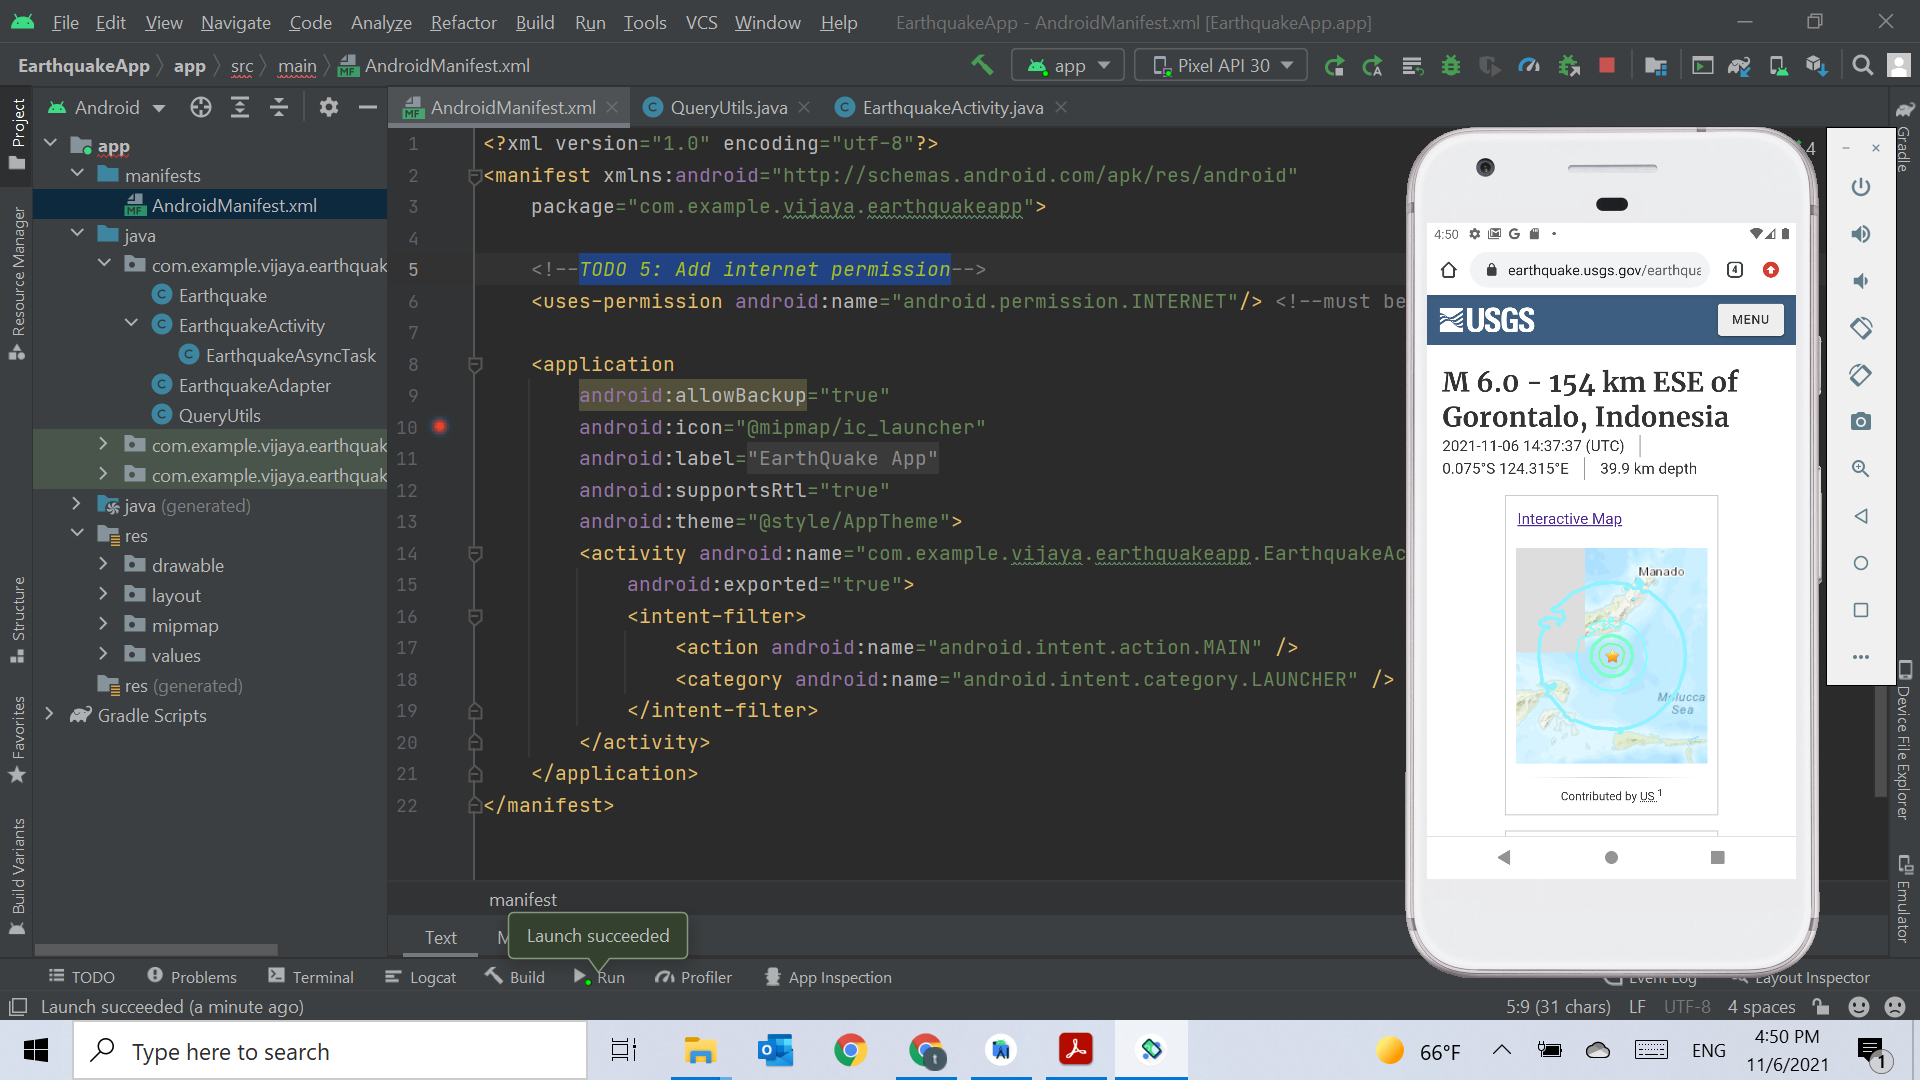 File Edit View Navigate Code Analyze Refactor Build Run Tools VCS Window Help EarthquakeApp - AndroidManifest.xml [EarthquakeApp.app]
EarthquakeApp app src main AndroidManifest.xml app Pixel API 30
Project
Resource Manager
Structure
Favorites
Build Variants
Android
app
manifests
AndroidManifest.xml
java
com.example.vijaya.earthquak
Earthquake
EarthquakeActivity
EarthquakeAsyncTask
EarthquakeAdapter
QueryUtils
com.example.vijaya.earthquak
com.example.vijaya.earthquak
java (generated)
res
drawable
layout
mipmap
values
res (generated)
Gradle Scripts
AndroidManifest.xml QueryUtils.java EarthquakeActivity.java
1 <?xml version="1.0" encoding="utf-8"?>
2 <manifest xmlns:android="http://schemas.android.com/apk/res/android"
3 package="com.example.vijaya.earthquakeapp">
4
5 <!--TODO 5: Add internet permission-->
6 <uses-permission android:name="android.permission.INTERNET"/> <!--must be
7
8 <application
9 android:allowBackup="true"
10 android:icon="@mipmap/ic_launcher"
11 android:label="EarthQuake App"
12 android:supportsRtl="true"
13 android:theme="@style/AppTheme">
14 <activity android:name="com.example.vijaya.earthquakeapp.EarthquakeAc
15 android:exported="true">
16 <intent-filter>
17 <action android:name="android.intent.action.MAIN" />
18 <category android:name="android.intent.category.LAUNCHER" />
19 </intent-filter>
20 </activity>
21 </application>
22 </manifest>
manifest
Text M
Launch succeeded
4
4:50 G
earthquake.usgs.gov/earthqua 4
USGS MENU
M 6.0 - 154 km ESE of
Gorontalo, Indonesia
2021-11-06 14:37:37 (UTC)
0.075°S 124.315°E 39.9 km depth
Interactive Map
Manado
Molucca
Sea
Contributed by US 1
Gradle
Device File Explorer
Emulator
TODO Problems Terminal Logcat Build Run Profiler App Inspection Event Log Layout Inspector
Launch succeeded (a minute ago) 5:9 (31 chars) LF UTF-8 4 spaces
Type here to search
66°F ENG
4:50 PM
11/6/2021
1